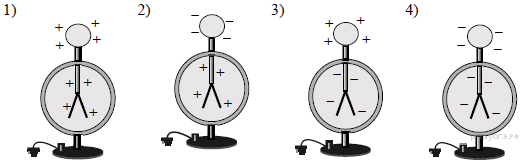 1) 2) 3) 4)
+ + + + + + + +
− − − − + + + +
+ + + + − − − −
− − − − − − − −